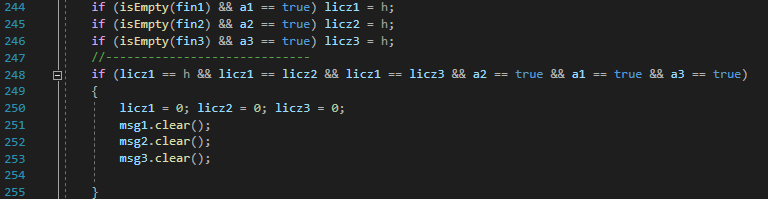 244 if (isEmpty(fin1) && a1 == true) licz1 = h;
245 if (isEmpty(fin2) && a2 == true) licz2 = h;
246 if (isEmpty(fin3) && a3 == true) licz3 = h;
247 //-----------------------------
248 if (licz1 == h && licz1 == licz2 && licz1 == licz3 && a2 == true && a1 == true && a3 == true)
249 {
250 licz1 = 0; licz2 = 0; licz3 = 0;
251 msg1.clear();
252 msg2.clear();
253 msg3.clear();
254
255 }